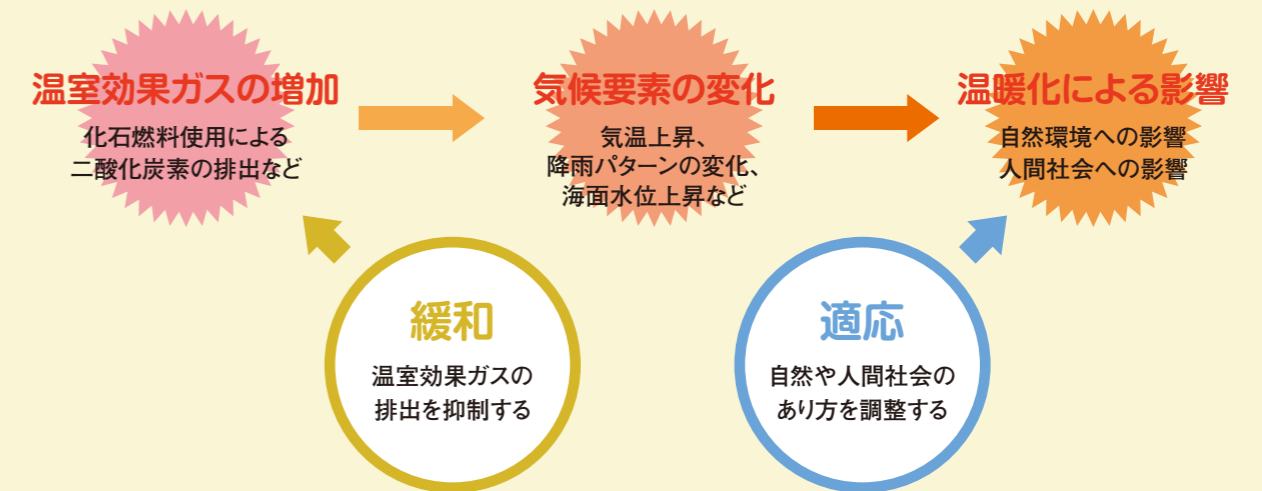 温室効果ガスの増加
化石燃料使用による
二酸化炭素の排出など
気候要素の変化
気温上昇、
降雨パターンの変化、
海面水位上昇など
温暖化による影響
自然環境への影響
人間社会への影響
緩和
温室効果ガスの
排出を抑制する
適応
自然や人間社会の
あり方を調整する